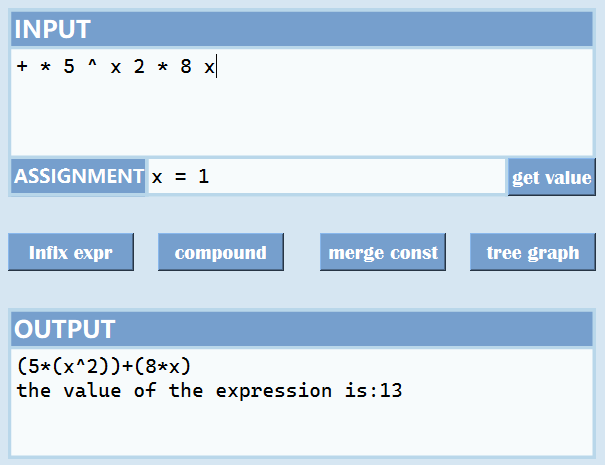 INPUT
+ * 5 ^ x 2 * 8 x
ASSIGNMENT x = 1 get value
Infix expr compound merge const tree graph
OUTPUT
(5*(x^2))+(8*x)
the value of the expression is:13